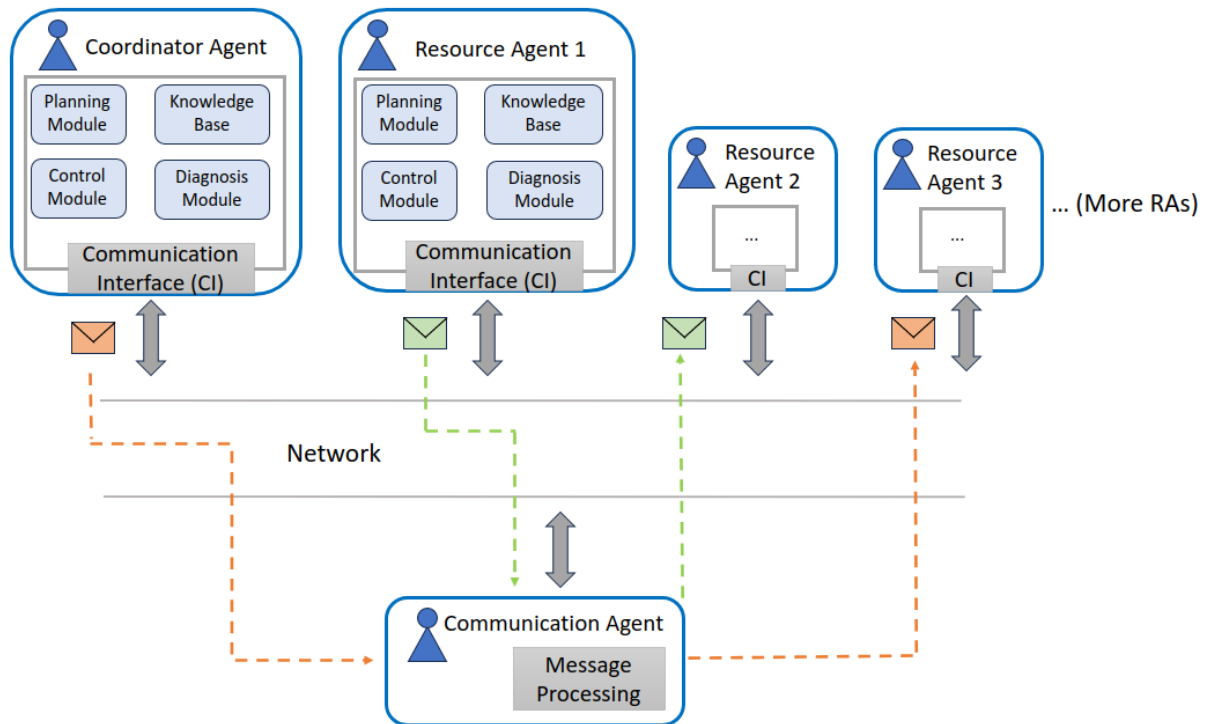 Coordinator Agent
Planning
Module
Knowledge
Base
Control
Module
Diagnosis
Module
Communication
Interface (CI)
Resource Agent 1
Planning
Module
Knowledge
Base
Control
Module
Diagnosis
Module
Communication
Interface (CI)
Resource
Agent 2
...
CI
Resource
Agent 3
...
CI
... (More RAs)
Network
Communication Agent
Message
Processing